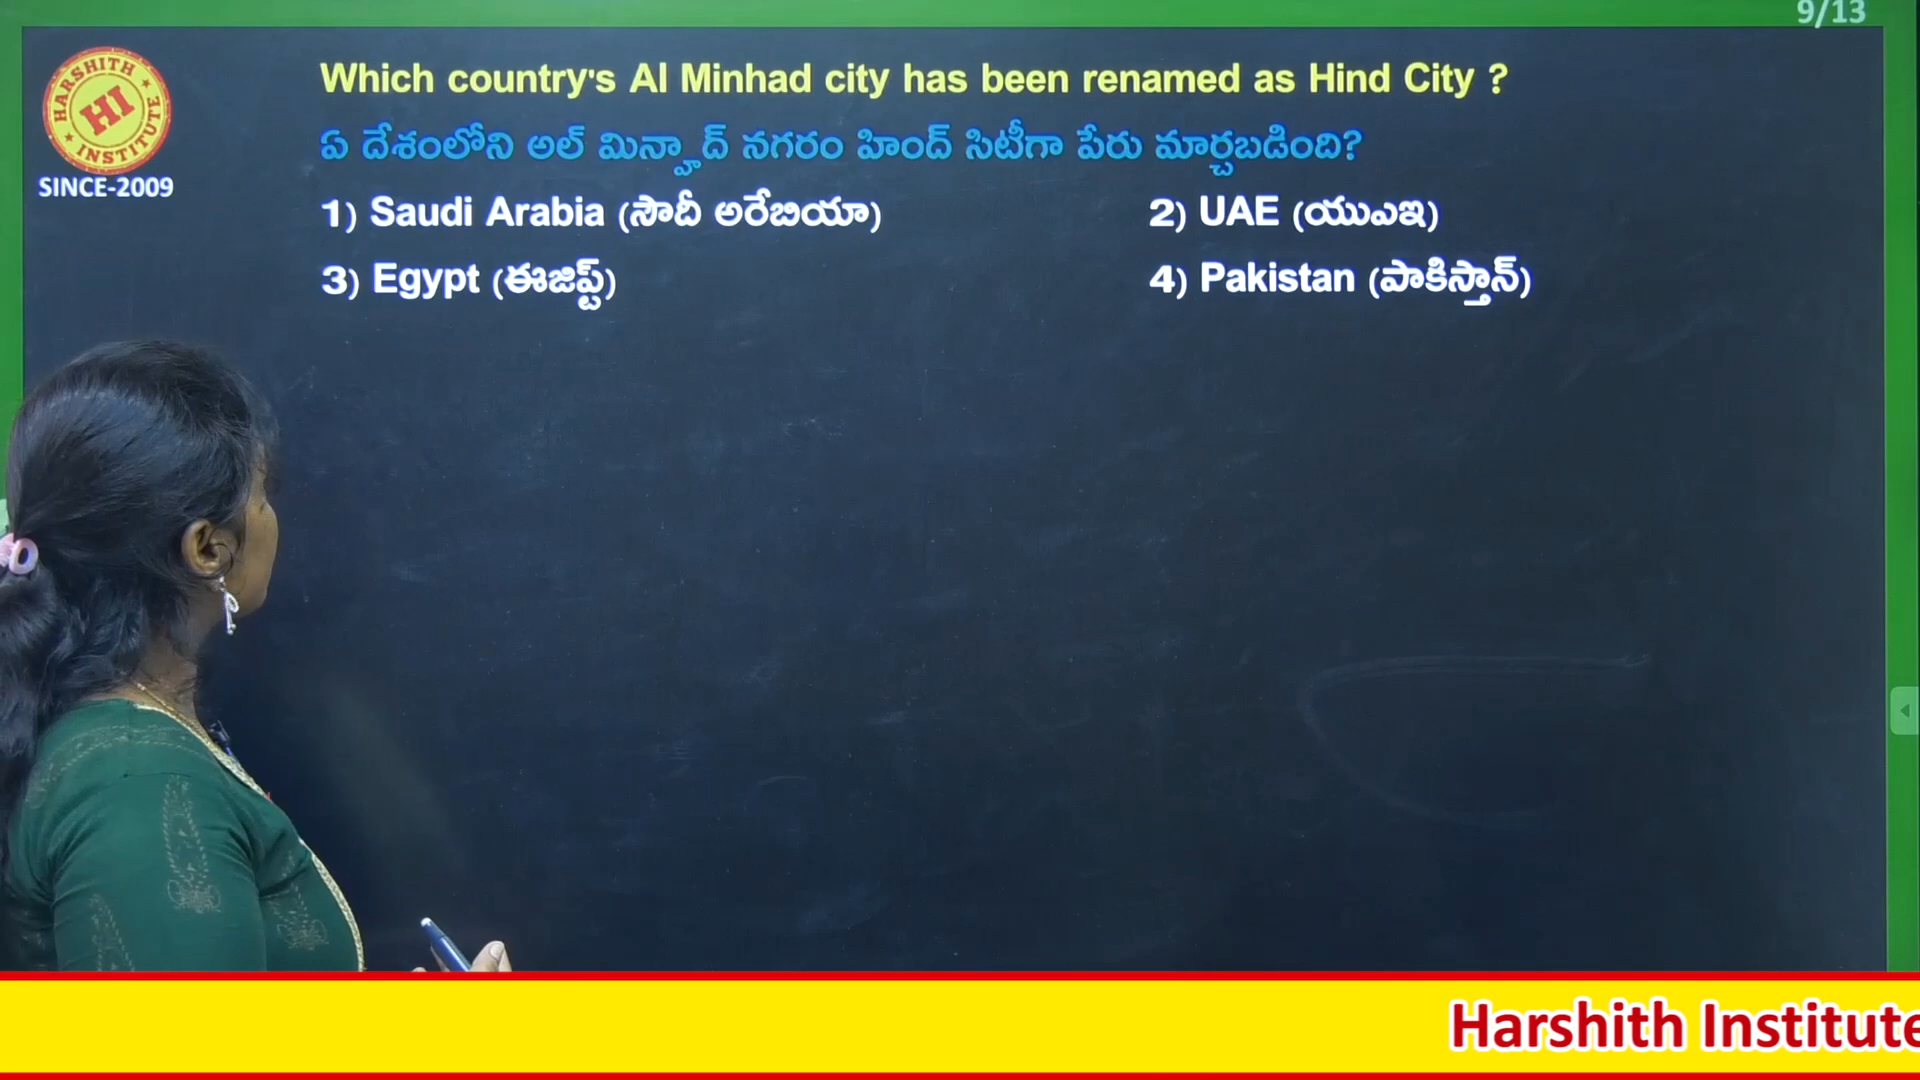 9/13
HARSHITH
HI
INSTITUTE
SINCE-2009
Which country's Al Minhad city has been renamed as Hind City ?
ఏ దేశంలోని అల్ మిన్హాద్ నగరం హింద్ సిటీగా పేరు మార్చబడింది?
1) Saudi Arabia (సౌదీ అరేబియా) 2) UAE (యుఎఇ)
3) Egypt (ఈజిప్ట్) 4) Pakistan (పాకిస్తాన్)
Harshith Institute